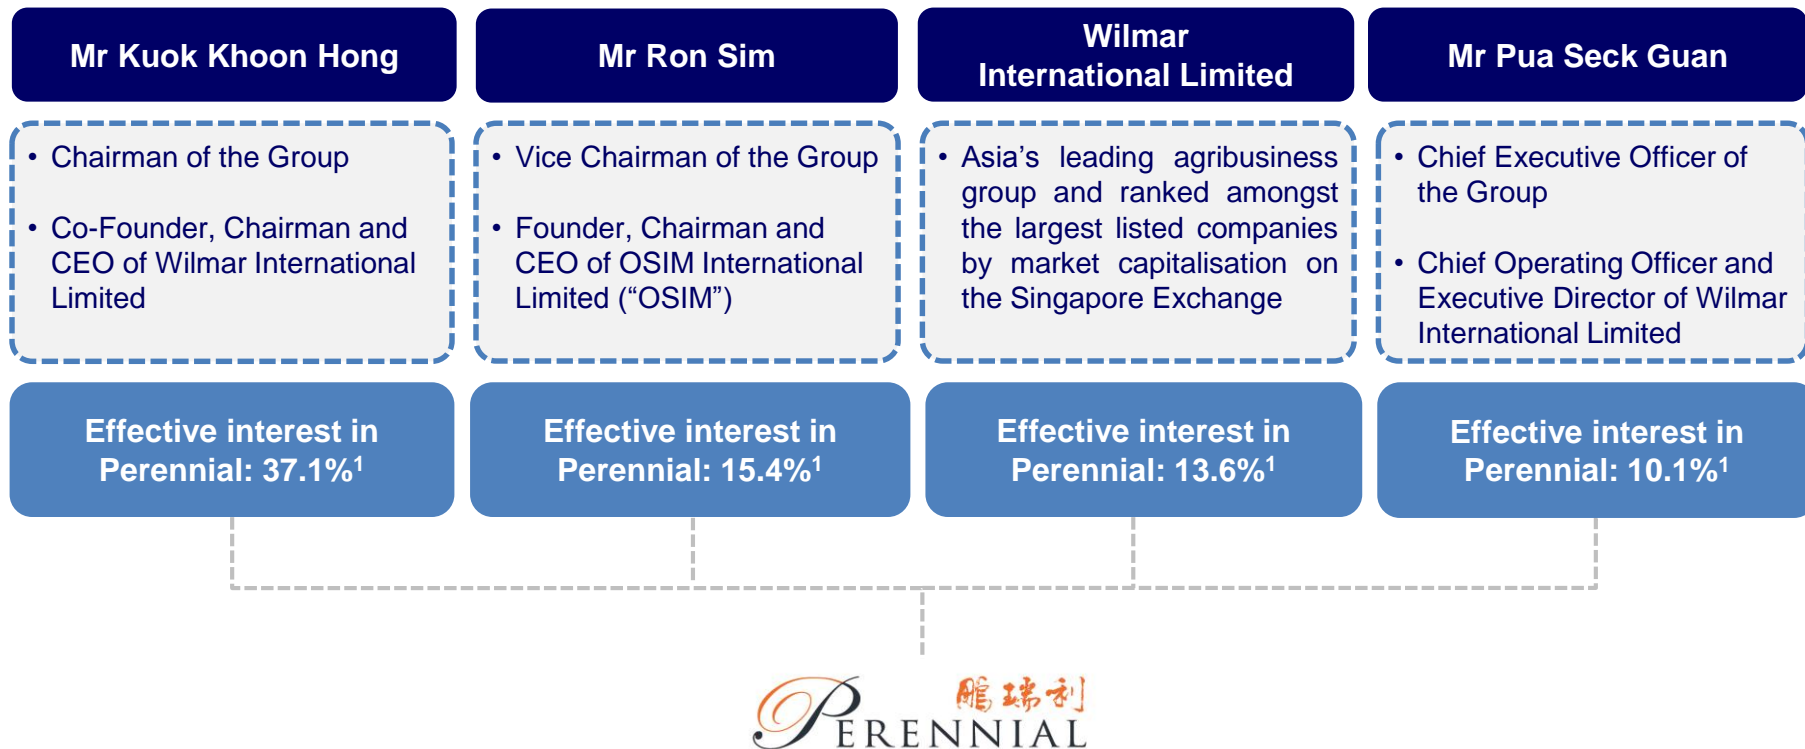 Mr Kuok Khoon Hong
Mr Ron Sim
Wilmar
International Limited
Mr Pua Seck Guan
• Chairman of the Group
• Co-Founder, Chairman and
CEO of Wilmar International
Limited
• Vice Chairman of the Group
• Founder, Chairman and
CEO of OSIM International
Limited (“OSIM”)
• Asia’s leading agribusiness
group and ranked amongst
the largest listed companies
by market capitalisation on
the Singapore Exchange
• Chief Executive Officer of
the Group
• Chief Operating Officer and
Executive Director of Wilmar
International Limited
Effective interest in
Perennial: 37.1%¹
Effective interest in
Perennial: 15.4%¹
Effective interest in
Perennial: 13.6%¹
Effective interest in
Perennial: 10.1%¹
鹏瑞利
PERENNIAL